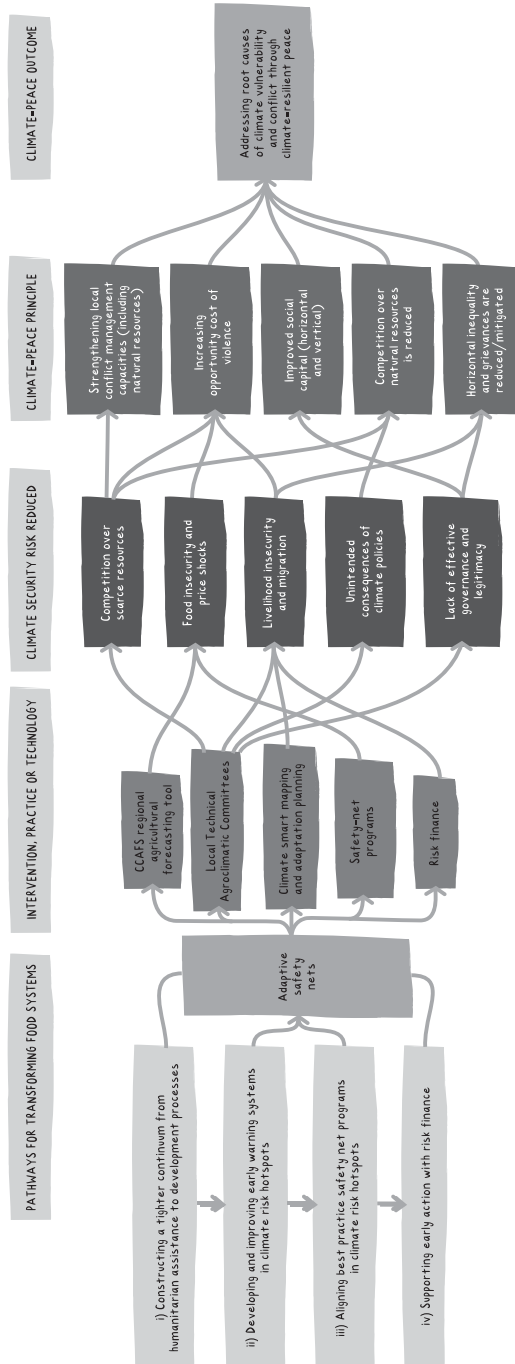 PATHWAYS FOR TRANSFORMING FOOD SYSTEMS
i) Constructing a tighter continuum from
humanitarian assistance to development processes
ii) Developing and improving early warning systems
in climate risk hotspots
iii) Aligning best practice safety net programs
in climate risk hotspots
iv) Supporting early action with risk finance
Adaptive
safety
nets
INTERVENTION, PRACTICE OR TECHNOLOGY
CCAFS regional
agricultural
forecasting tool
Local Technical
Agroclimatic Committees
Climate smart mapping
and adaptation planning
Safety-net
programs
Risk finance
CLIMATE SECURITY RISK REDUCED
Competition over
scarce resources
Food insecurity and
price shocks
Livelihood insecurity
and migration
Unintended
consequences of
climate policies
Lack of effective
governance and
legitimacy
CLIMATE-PEACE PRINCIPLE
Strengthening local
conflict management
capacities (including
natural resources)
Increasing
opportunity cost of
violence
Improved social
capital (horizontal
and vertical)
Competition over
natural resources
is reduced
Horizontal inequality
and grievances are
reduced/mitigated
CLIMATE-PEACE OUTCOME
Addressing root causes
of climate vulnerability
and conflict through
climate-resilient peace